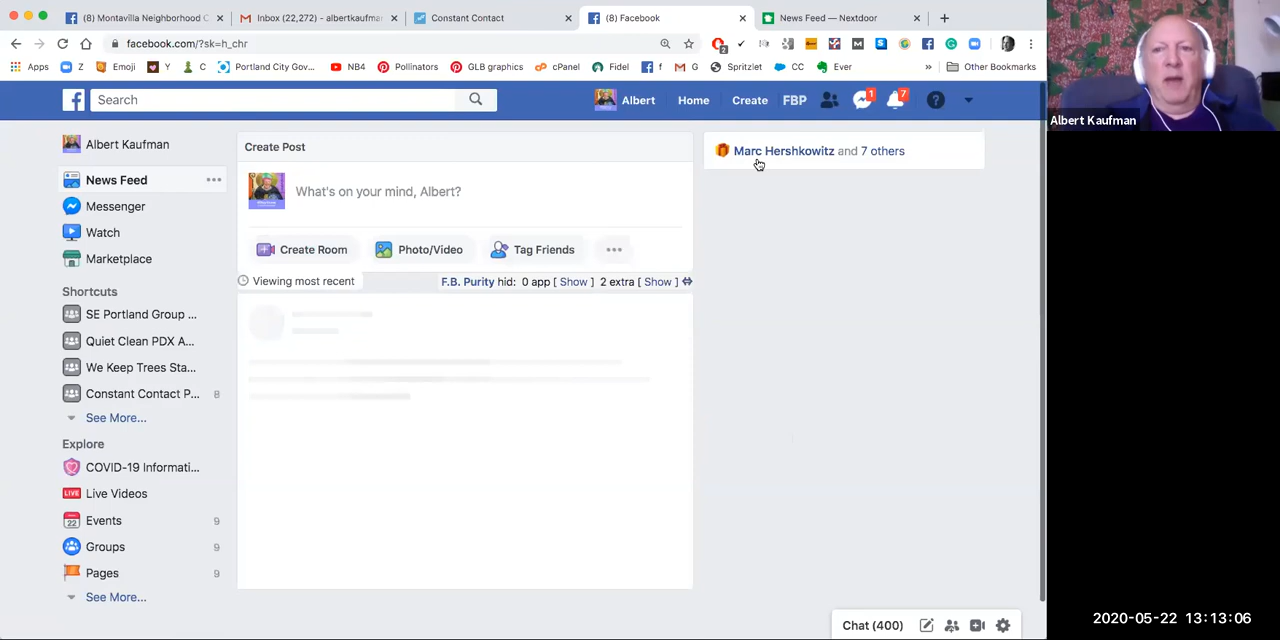 (8) Montavilla Neighborhood C
Inbox (22,272) - albertkaufma
Constant Contact
(8) Facebook
News Feed — Nextdoor
facebook.com/?sk=h_chr
2
Apps
Z
Emoji
Y
C
Portland City Gov...
NB4
Pollinators
GLB graphics
cPanel
Fidel
f
G
Spritzlet
CC
Ever
»
Other Bookmarks
Search
Albert
Home
Create
FBP
1
7
Albert Kaufman
News Feed
Messenger
Watch
Marketplace
Shortcuts
SE Portland Group ...
Quiet Clean PDX A...
We Keep Trees Sta...
Constant Contact P... 8
See More...
Explore
COVID-19 Informati...
LIVE Live Videos
22 Events 9
Groups 9
Pages 9
See More...
Create Post
What's on your mind, Albert?
Create Room
Photo/Video
Tag Friends
Viewing most recent
F.B. Purity hid: 0 app [ Show ] 2 extra [ Show ]
Marc Hershkowitz and 7 others
Chat (400)
Albert Kaufman
2020-05-22 13:13:06